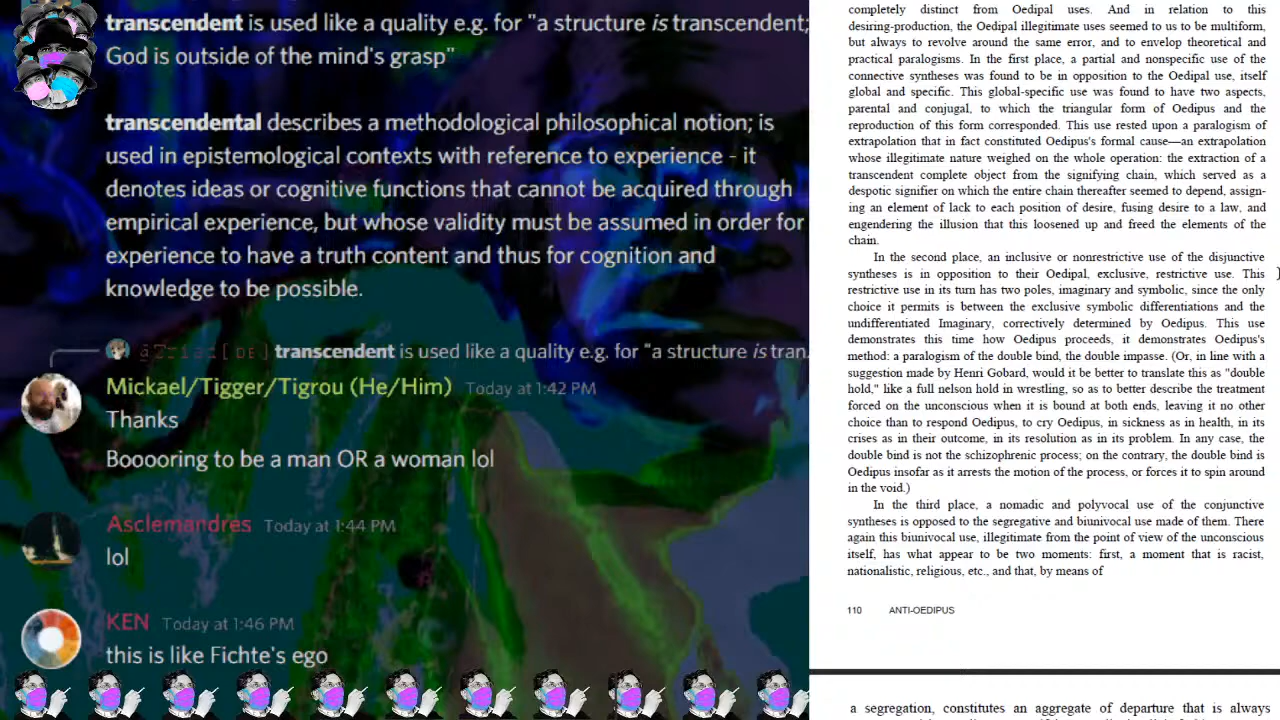 transcendent is used like a quality e.g. for "a structure is transcendent;
God is outside of the mind's grasp"
transcendental describes a methodological philosophical notion; is
used in epistemological contexts with reference to experience - it
denotes ideas or cognitive functions that cannot be acquired through
empirical experience, but whose validity must be assumed in order for
experience to have a truth content and thus for cognition and
knowledge to be possible.
transcendent is used like a quality e.g. for "a structure is tran.
Mickael/Tigger/Tigrou (He/Him) Today at 1:42 PM
Thanks
Booooring to be a man OR a woman lol
Asclemandres Today at 1:44 PM
lol
KEN Today at 1:46 PM
this is like Fichte's ego
completely distinct from Oedipal uses. And in relation to this
desiring-production, the Oedipal illegitimate uses seemed to us to be multiform,
but always to revolve around the same error, and to envelop theoretical and
practical paralogisms. In the first place, a partial and nonspecific use of the
connective syntheses was found to be in opposition to the Oedipal use, itself
global and specific. This global-specific use was found to have two aspects,
parental and conjugal, to which the triangular form of Oedipus and the
reproduction of this form corresponded. This use rested upon a paralogism of
extrapolation that in fact constituted Oedipus's formal cause—an extrapolation
whose illegitimate nature weighed on the whole operation: the extraction of a
transcendent complete object from the signifying chain, which served as a
despotic signifier on which the entire chain thereafter seemed to depend, assign-
ing an element of lack to each position of desire, fusing desire to a law, and
engendering the illusion that this loosened up and freed the elements of the
chain.
In the second place, an inclusive or nonrestrictive use of the disjunctive
syntheses is in opposition to their Oedipal, exclusive, restrictive use. This
restrictive use in its turn has two poles, imaginary and symbolic, since the only
choice it permits is between the exclusive symbolic differentiations and the
undifferentiated Imaginary, correctively determined by Oedipus. This use
demonstrates this time how Oedipus proceeds, it demonstrates Oedipus's
method: a paralogism of the double bind, the double impasse. (Or, in line with a
suggestion made by Henri Gobard, would it be better to translate this as "double
hold," like a full nelson hold in wrestling, so as to better describe the treatment
forced on the unconscious when it is bound at both ends, leaving it no other
choice than to respond Oedipus, to cry Oedipus, in sickness as in health, in its
crises as in their outcome, in its resolution as in its problem. In any case, the
double bind is not the schizophrenic process; on the contrary, the double bind is
Oedipus insofar as it arrests the motion of the process, or forces it to spin around
in the void.)
In the third place, a nomadic and polyvocal use of the conjunctive
syntheses is opposed to the segregative and biunivocal use made of them. There
again this biunivocal use, illegitimate from the point of view of the unconscious
itself, has what appear to be two moments: first, a moment that is racist,
nationalistic, religious, etc., and that, by means of
110 ANTI-OEDIPUS
a segregation, constitutes an aggregate of departure that is always